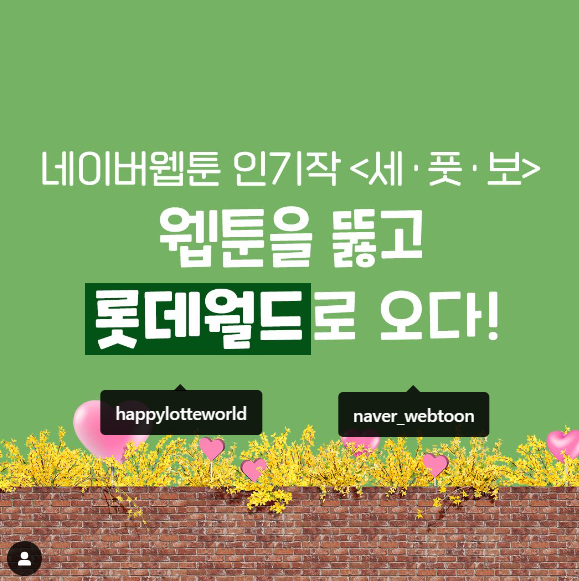 네이버웹툰 인기작 <세·풋·보>
웹툰을 뚫고
롯데월드로 오다!
happylotteworld
naver_webtoon